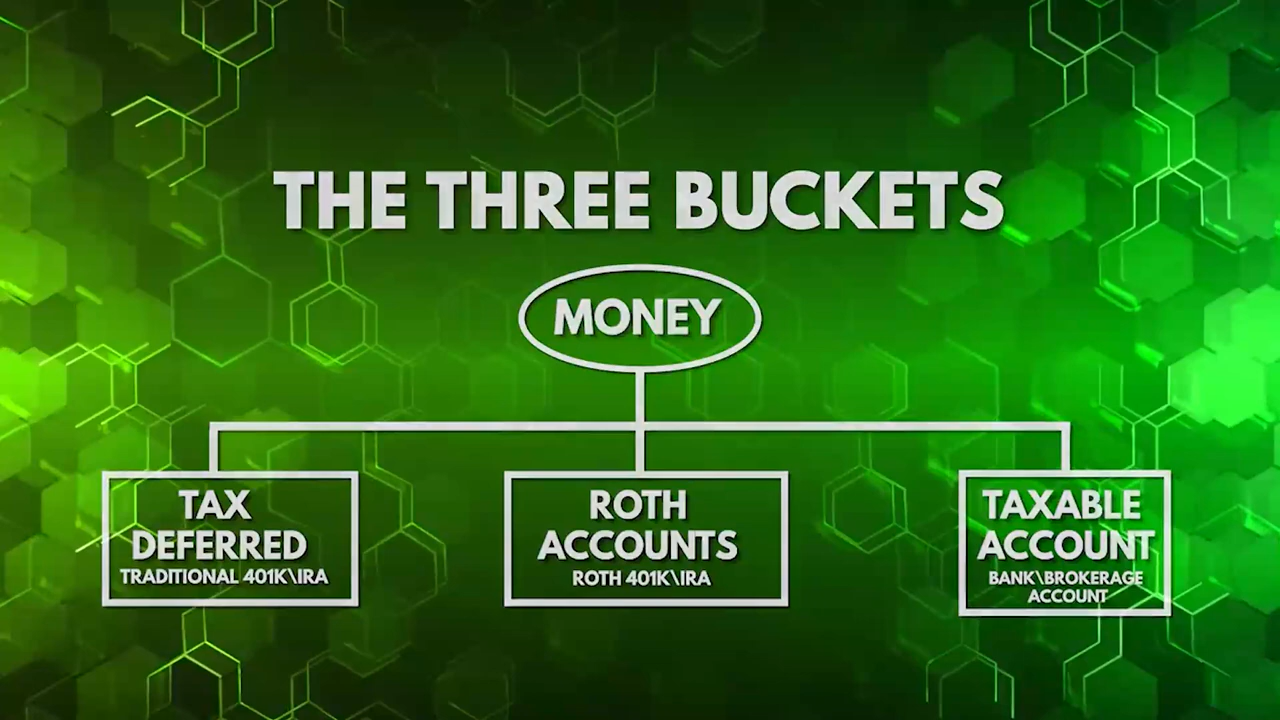 THE THREE BUCKETS
MONEY
TAX
DEFERRED
TRADITIONAL 401K\IRA
ROTH
ACCOUNTS
ROTH 401K\IRA
TAXABLE
ACCOUNT
BANK\BROKERAGE
ACCOUNT